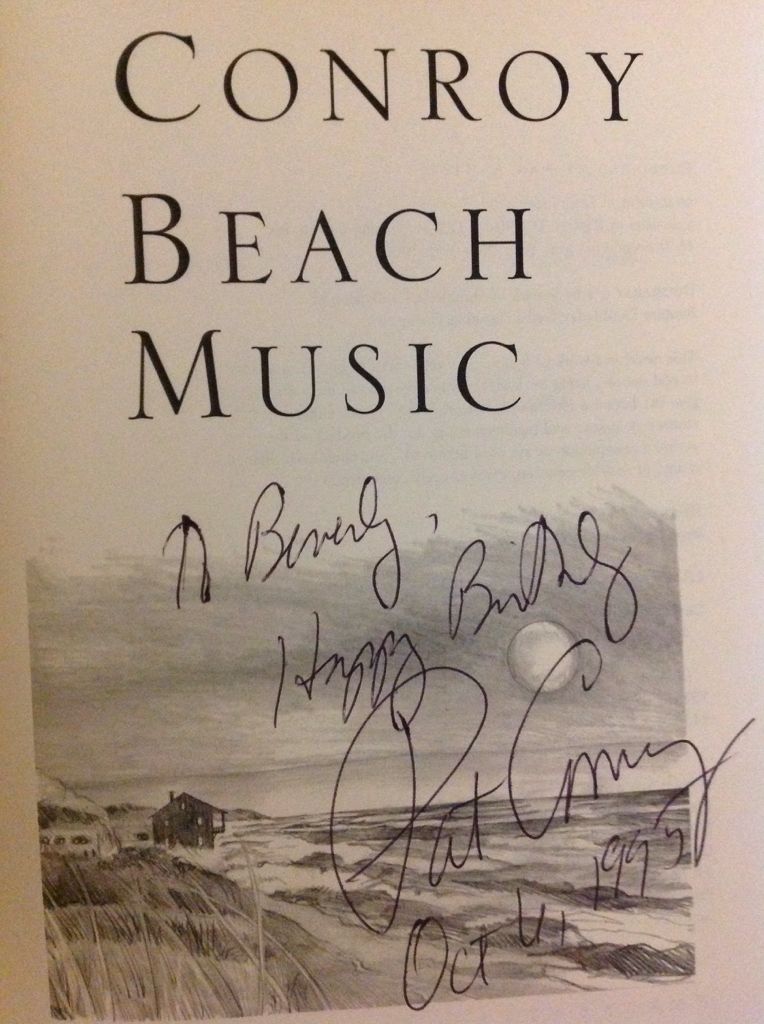 CONROY
BEACH
MUSIC
To Beverly,
Happy Birthday
Pat Conroy
Oct 4, 1995